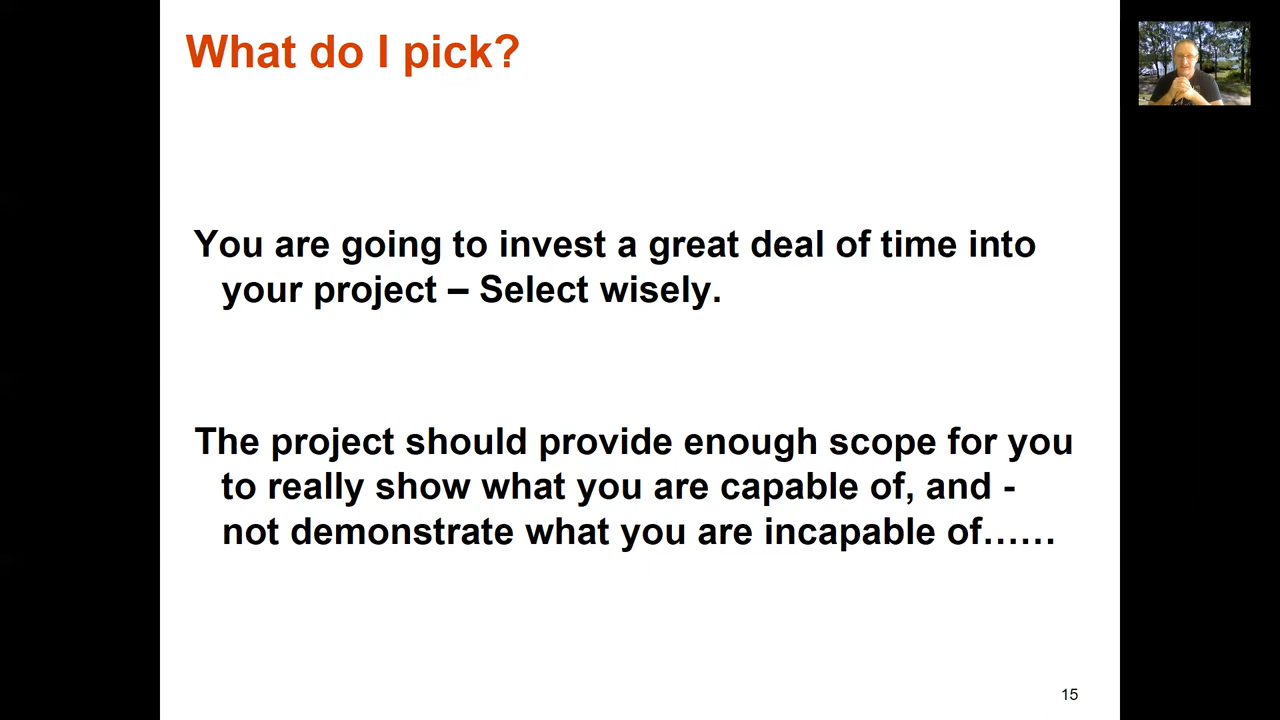 What do I pick?
You are going to invest a great deal of time into
your project – Select wisely.
The project should provide enough scope for you
to really show what you are capable of, and -
not demonstrate what you are incapable of……
15